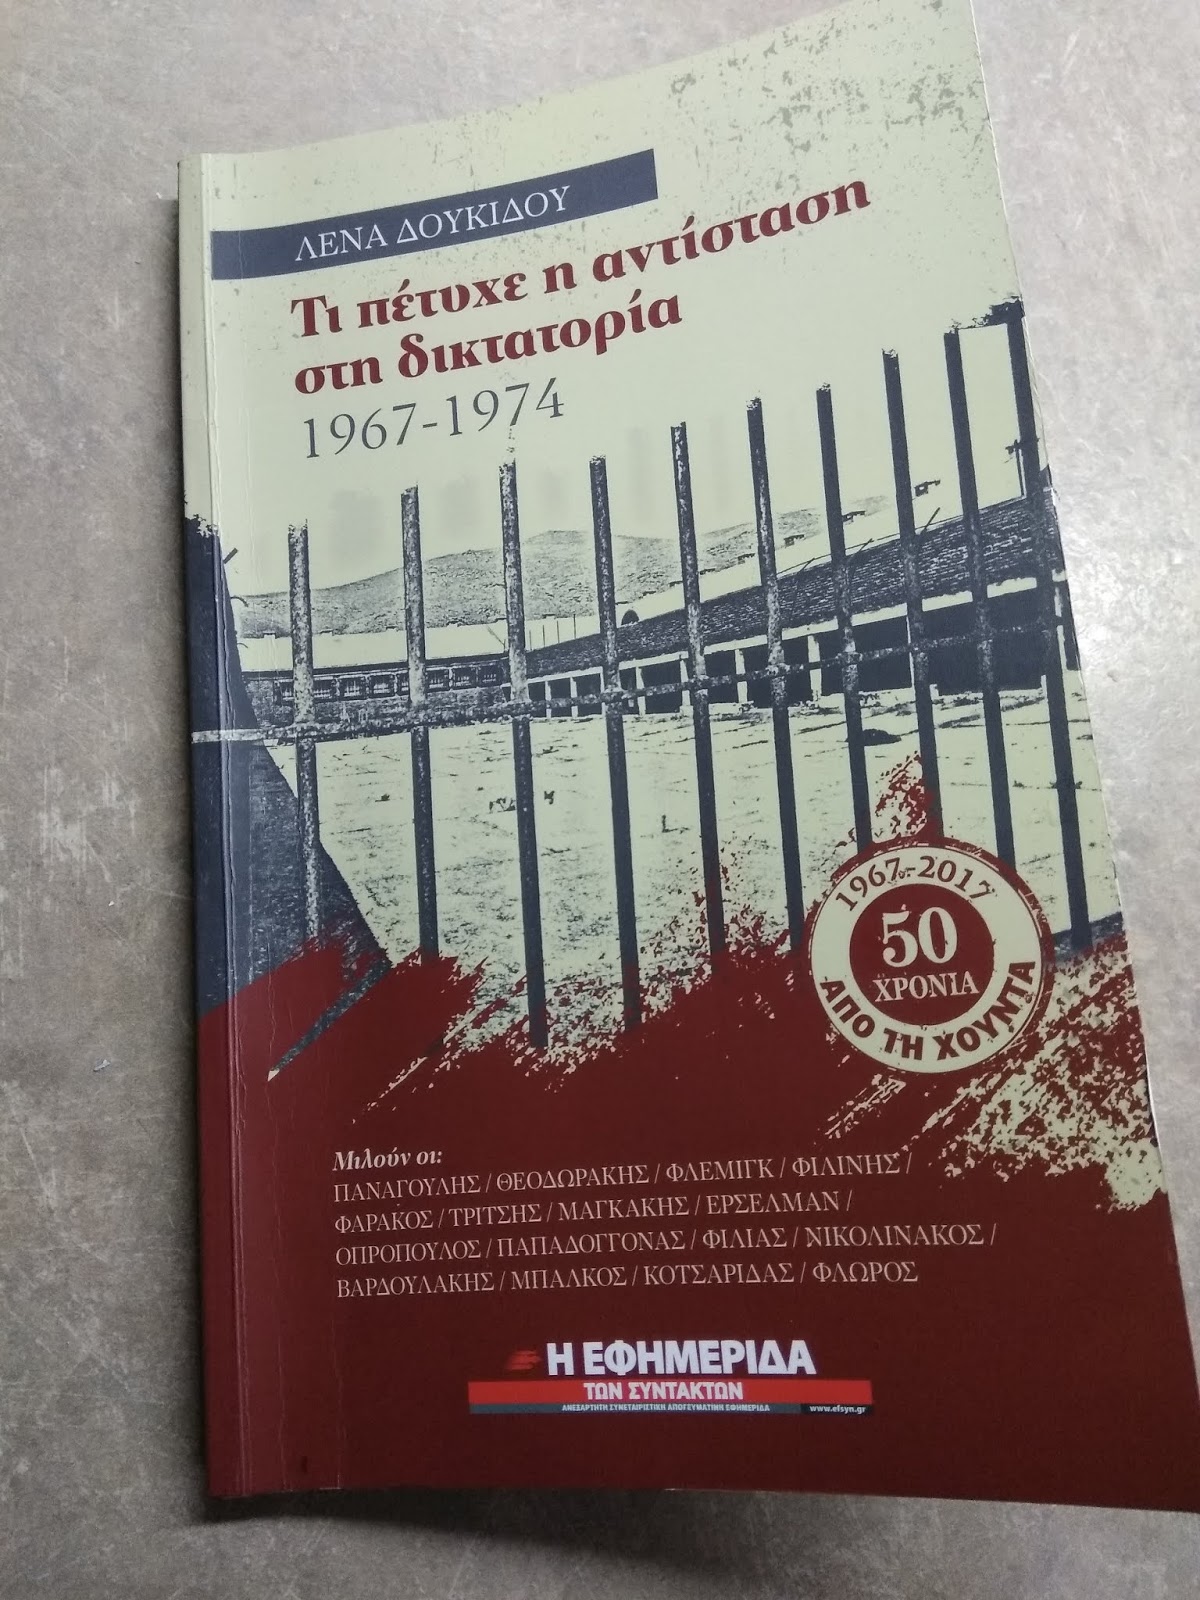 ΛΕΝΑ ΔΟΥΚΙΔΟΥ
Τι πέτυχε η αντίσταση
στη δικτατορία
1967-1974
1967-2017
50
ΧΡΟΝΙΑ
ΑΠΟ ΤΗ ΧΟΥΝΤΑ
Μιλούν οι:
ΠΑΝΑΓΟΥΛΗΣ / ΘΕΟΔΩΡΑΚΗΣ / ΦΛΕΜΙΓΚ / ΦΙΛΙΝΗΣ /
ΦΑΡΑΚΟΣ / ΤΡΙΤΣΗΣ / ΜΑΓΚΑΚΗΣ / ΕΡΣΕΛΜΑΝ /
ΟΠΡΟΠΟΥΛΟΣ / ΠΑΠΑΔΟΓΓΟΝΑΣ / ΦΙΛΙΑΣ / ΝΙΚΟΛΙΝΑΚΟΣ /
ΒΑΡΔΟΥΛΑΚΗΣ / ΜΠΑΛΚΟΣ / ΚΟΤΣΑΡΙΔΑΣ / ΦΛΩΡΟΣ
Η ΕΦΗΜΕΡΙΔΑ
ΤΩΝ ΣΥΝΤΑΚΤΩΝ
ΑΝΕΞΑΡΤΗΤΗ ΣΥΝΕΤΑΙΡΙΣΤΙΚΗ ΑΠΟΓΕΥΜΑΤΙΝΗ ΕΦΗΜΕΡΙΔΑ www.efsyn.gr